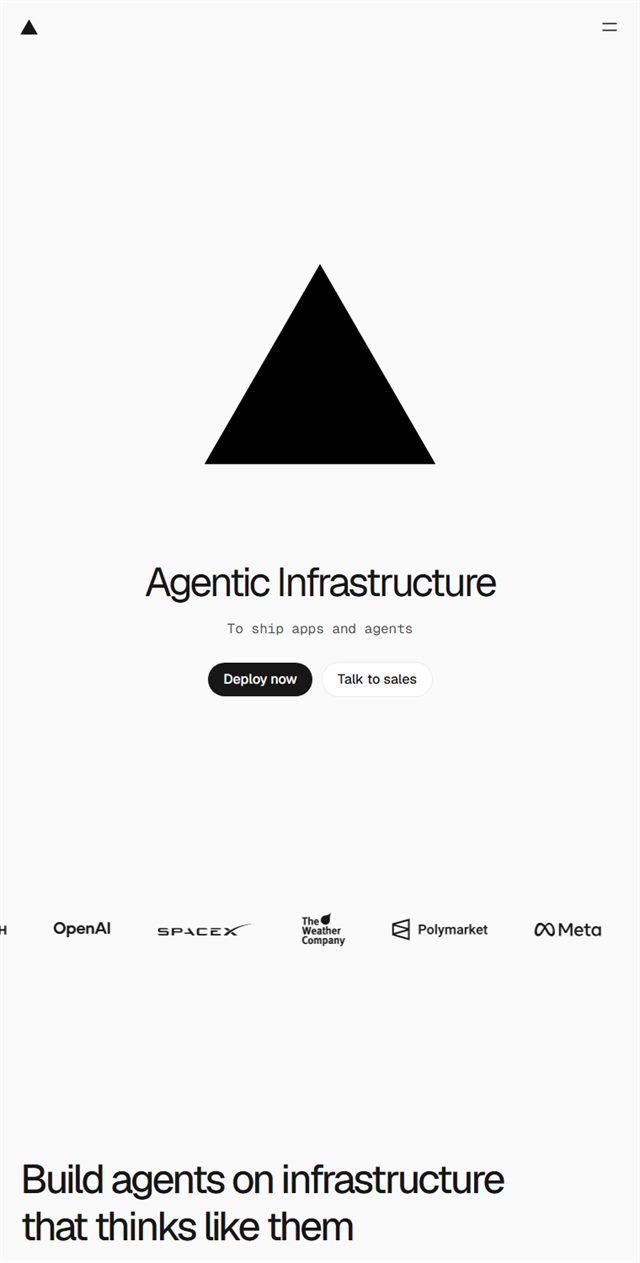 Agentic Infrastructure
To ship apps and agents
Deploy now
Talk to sales
H
OpenAI
SPACEX
The
Weather
Company
Polymarket
Meta
Build agents on infrastructure
that thinks like them